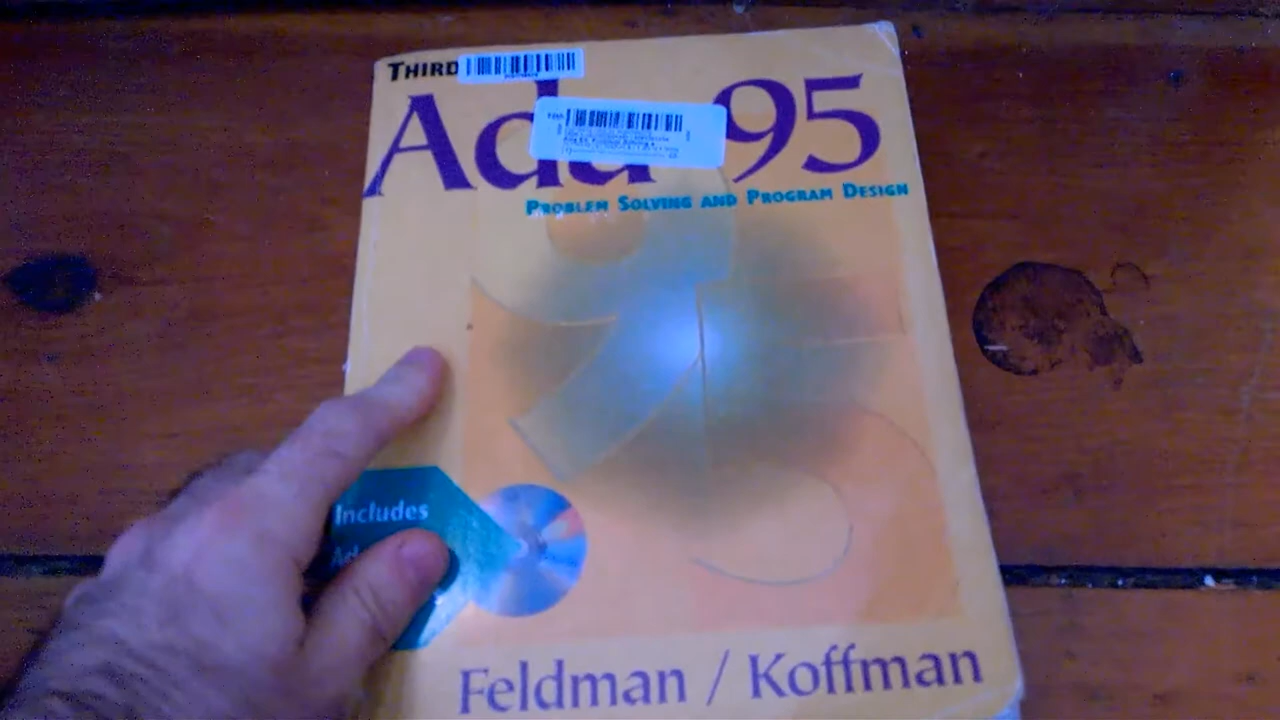 THIRD
Ada 95
PROBLEM SOLVING AND PROGRAM DESIGN
Includes
Feldman / Koffman